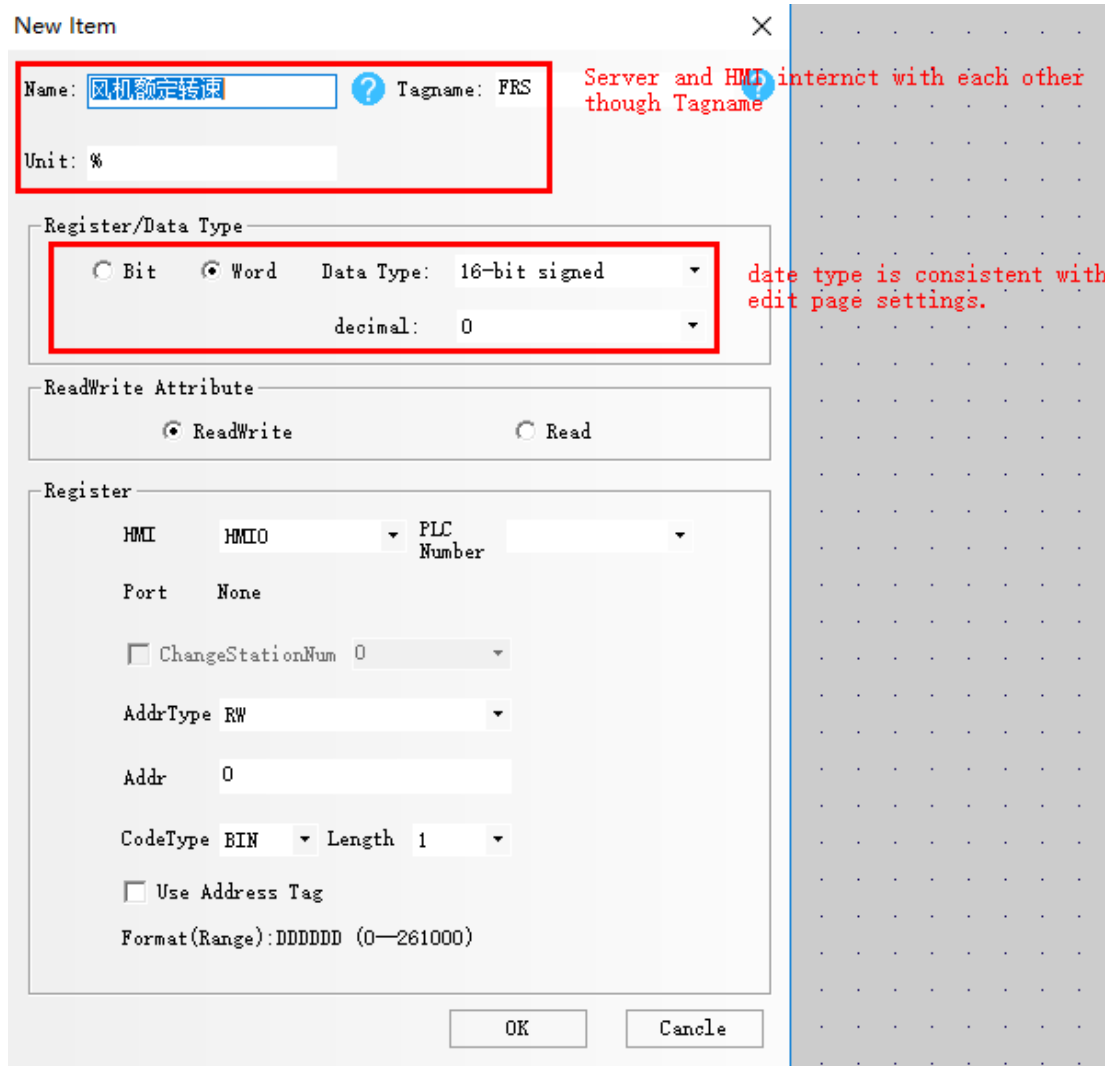 New Item
Name: 风机额定转速 ? Tagname: FRS ?
Server and HMI internct with each other
though Tagname
Unit: %
Register/Data Type
Bit Word Data Type: 16-bit signed
decimal: 0
date type is consistent with
edit page settings.
ReadWrite Attribute
ReadWrite Read
Register
HMI HMI0 PLC
Number
Port None
ChangeStationNum 0
AddrType RW
Addr 0
CodeType BIN Length 1
Use Address Tag
Format(Range):DDDDDD (0—261000)
OK Cancle